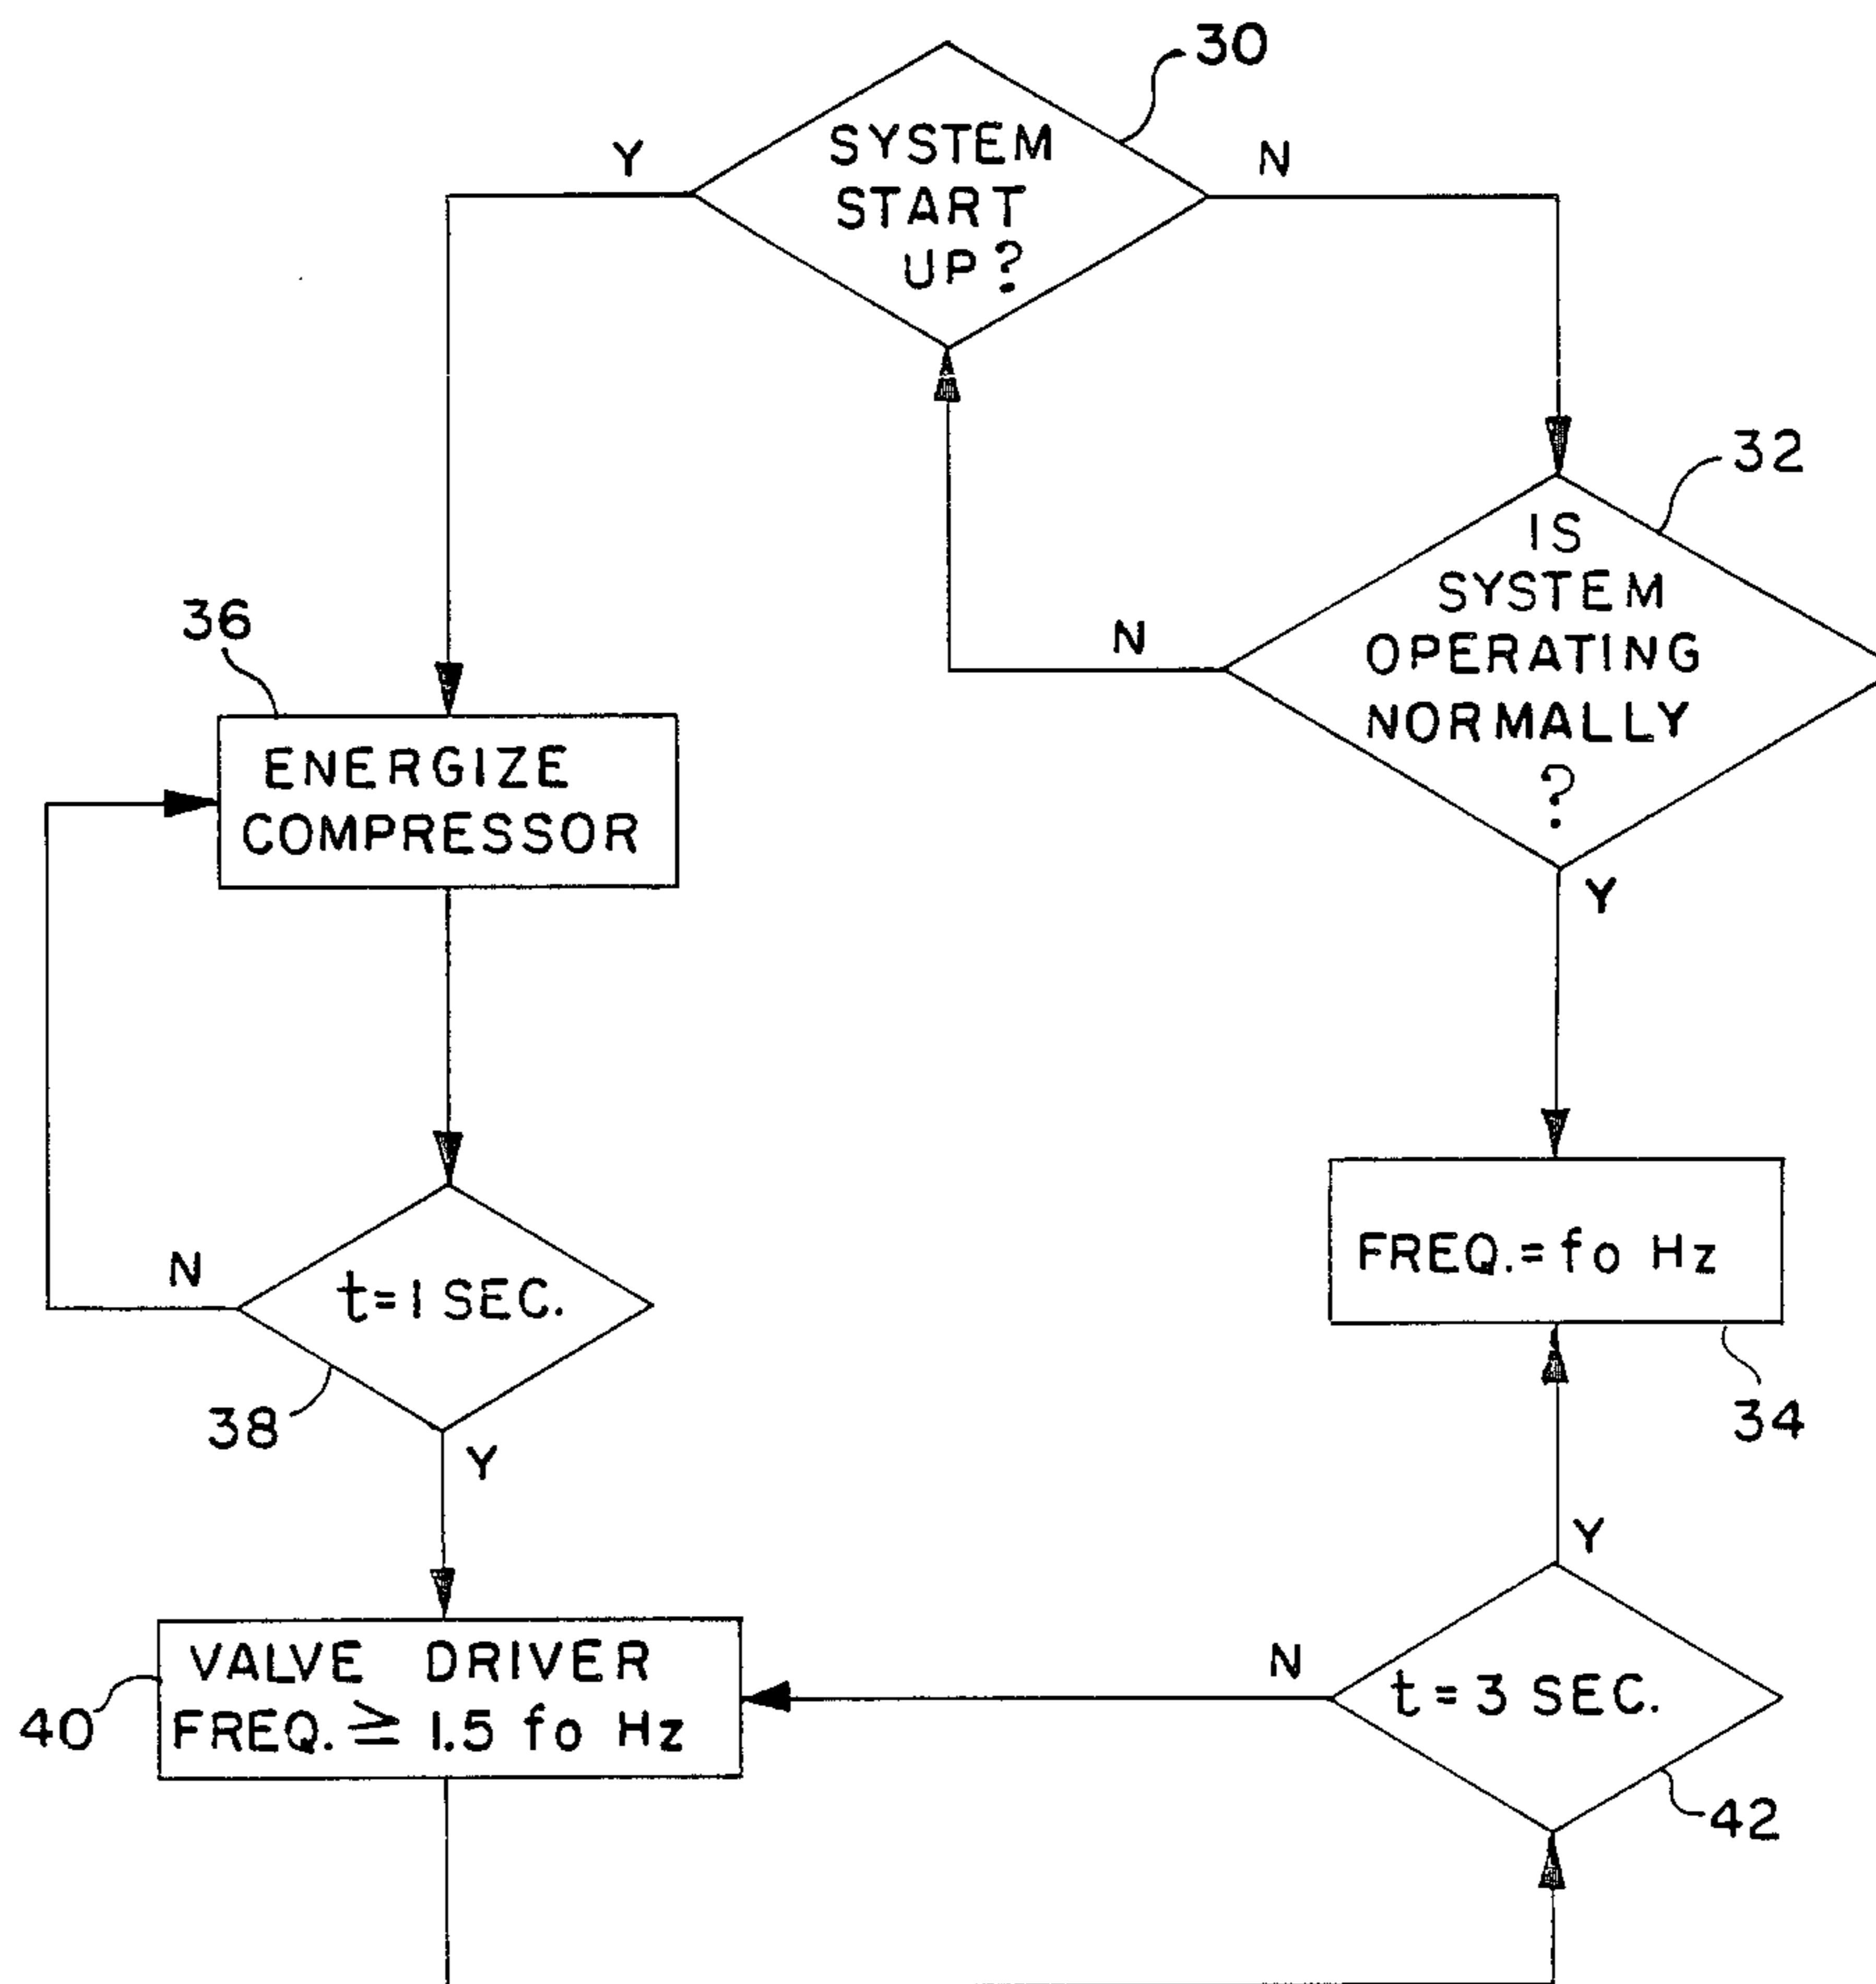 30
SYSTEM
START
UP?
Y
N
32
IS
SYSTEM
OPERATING
NORMALLY
?
N
Y
36
ENERGIZE
COMPRESSOR
t=1 SEC.
N
38
Y
FREQ.=fo Hz
34
Y
VALVE DRIVER
FREQ.≥ 1.5 fo Hz
40
N
t=3 SEC.
42